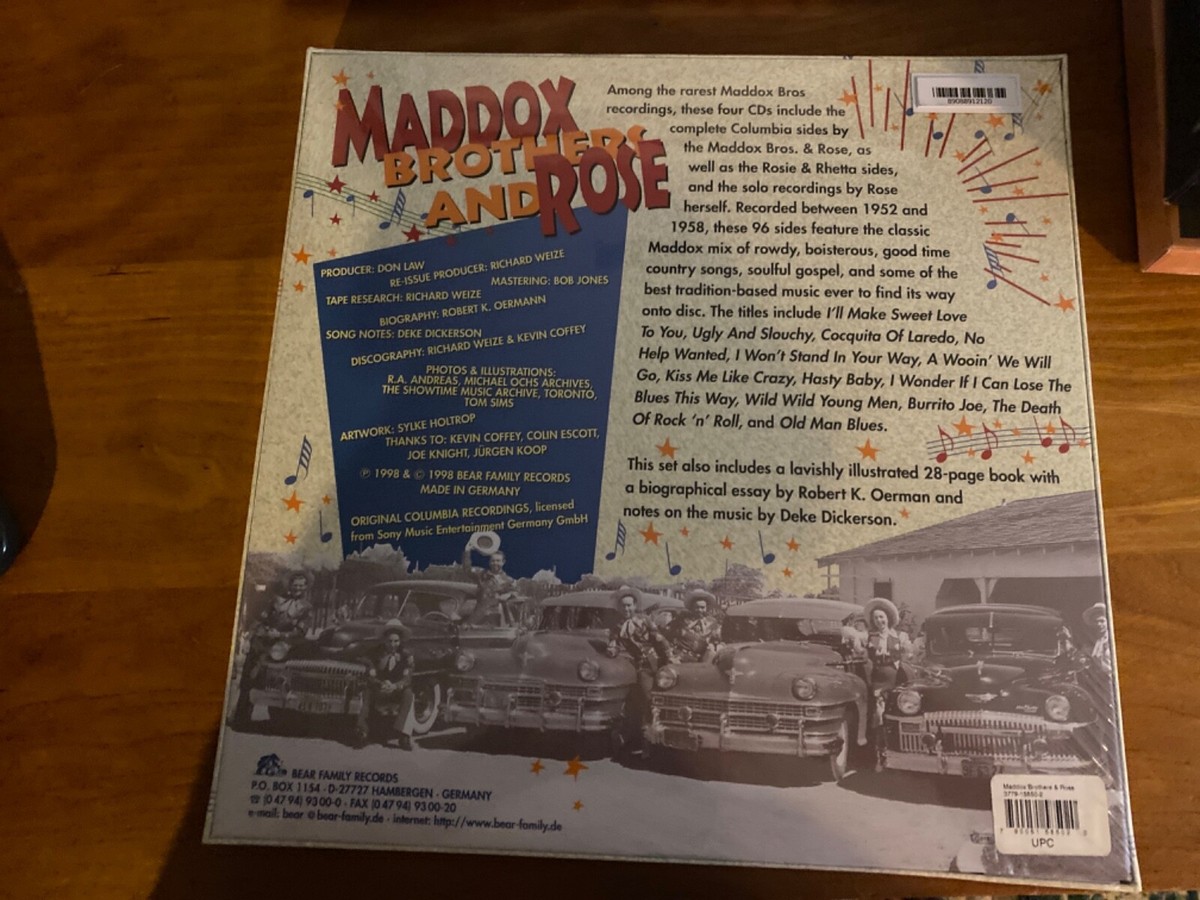 MADDOX
BROTHERS
AND ROSE
Among the rarest Maddox Bros
recordings, these four CDs include the
complete Columbia sides by
the Maddox Bros. & Rose, as
well as the Rosie & Rhetta sides,
and the solo recordings by Rose
herself. Recorded between 1952 and
1958, these 96 sides feature the classic
Maddox mix of rowdy, boisterous, good time
country songs, soulful gospel, and some of the
best tradition-based music ever to find its way
onto disc. The titles include I'll Make Sweet Love
To You, Ugly And Slouchy, Cocquita Of Laredo, No
Help Wanted, I Won't Stand In Your Way, A Wooin' We Will
Go, Kiss Me Like Crazy, Hasty Baby, I Wonder If I Can Lose The
Blues This Way, Wild Wild Young Men, Burrito Joe, The Death
Of Rock 'n' Roll, and Old Man Blues.
This set also includes a lavishly illustrated 28-page book with
a biographical essay by Robert K. Oerman and
notes on the music by Deke Dickerson.
PRODUCER: DON LAW
RE-ISSUE PRODUCER: RICHARD WEIZE
MASTERING: BOB JONES
TAPE RESEARCH: RICHARD WEIZE
BIOGRAPHY: ROBERT K. OERMANN
SONG NOTES: DEKE DICKERSON
DISCOGRAPHY: RICHARD WEIZE & KEVIN COFFEY
PHOTOS & ILLUSTRATIONS:
R.A. ANDREAS, MICHAEL OCHS ARCHIVES,
THE SHOWTIME MUSIC ARCHIVE, TORONTO,
TOM SIMS
ARTWORK: SYLKE HOLTROP
THANKS TO: KEVIN COFFEY, COLIN ESCOTT,
JOE KNIGHT, JÜRGEN KOOP
℗ 1998 & © 1998 BEAR FAMILY RECORDS
MADE IN GERMANY
ORIGINAL COLUMBIA RECORDINGS, licensed
from Sony Music Entertainment Germany GmbH
BEAR FAMILY RECORDS
P.O. BOX 1154 · D-27727 HAMBERGEN · GERMANY
☎ (0 47 94) 93 00-0 · FAX (0 47 94) 93 00-20
e-mail: bear @bear-family.de · internet: http://www.bear-family.de
89088912120
Maddox Brothers & Rose
UPC